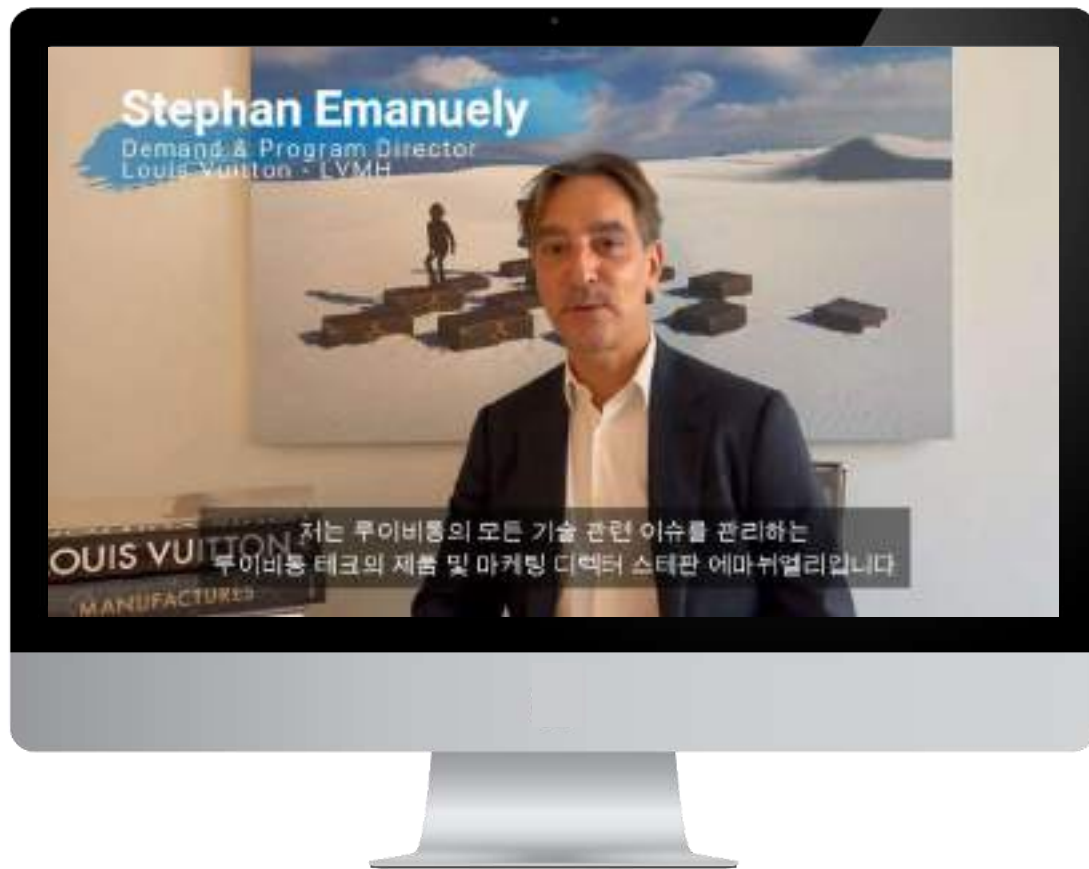 Stephan Emanuely
Demand & Program Director
Louis Vuitton - LVMH
저는 루이비통의 모든 기술 관련 이슈를 관리하는
루이비통 테크의 제품 및 마케팅 디렉터 스테판 에마뉘엘리입니다
OUIS VUITTON
MANUFACTURES